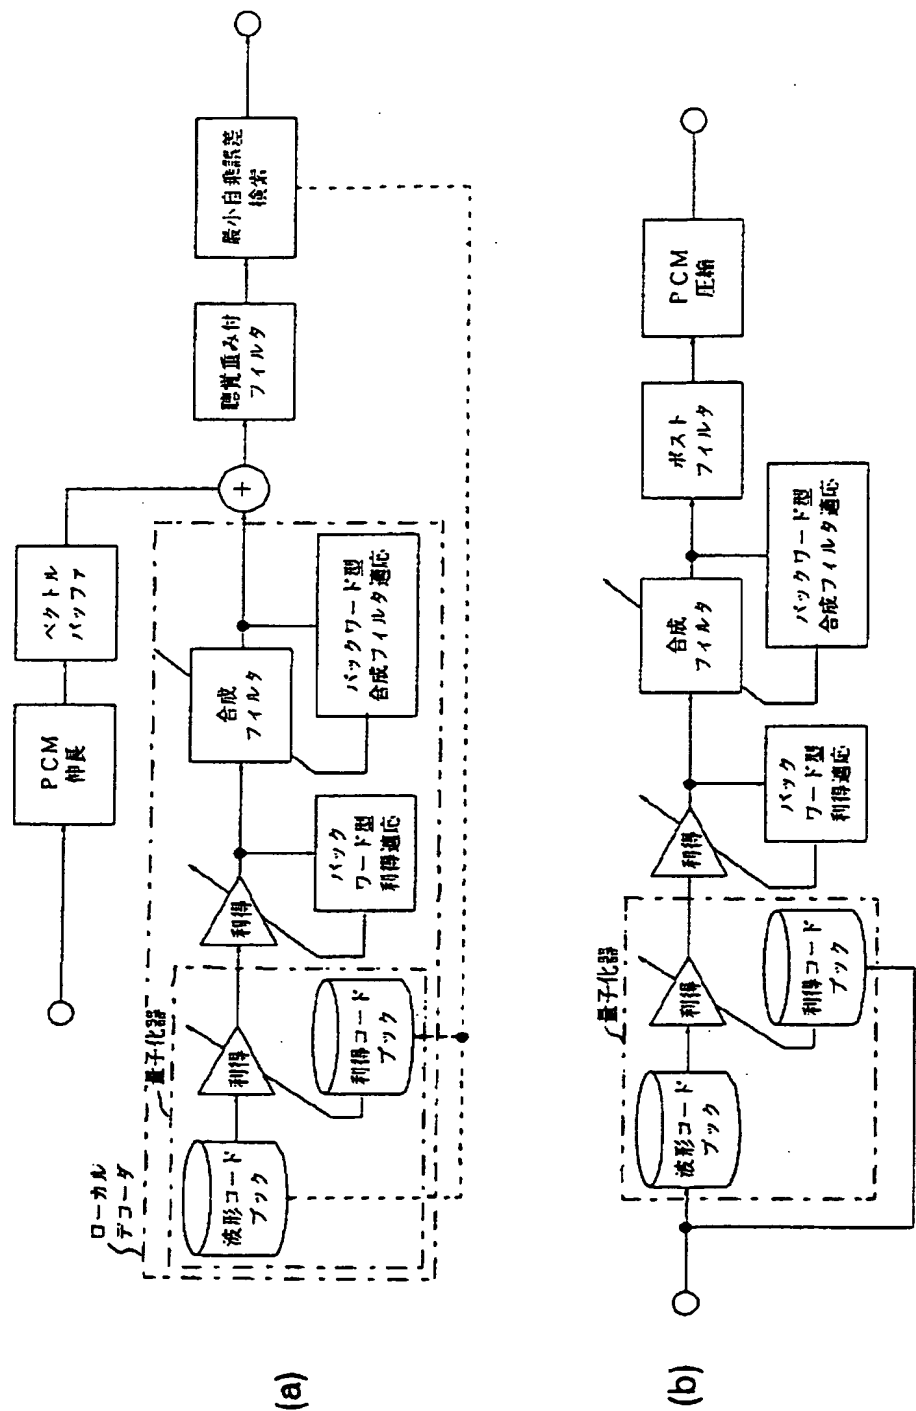 (a)
PCM
伸長
ベクトル
バッファ
ローカル
デコーダ
量子化器
波形コード
ブック
利得
利得コード
ブック
利得
バック
ワード型
利得適応
合成
フィルタ
バックワード型
合成フィルタ適応
+
聴覚重み付
フィルタ
最小自乗誤差
検索
(b)
量子化器
波形コード
ブック
利得
利得コード
ブック
利得
バック
ワード型
利得適応
合成
フィルタ
バックワード型
合成フィルタ適応
ポスト
フィルタ
PCM
圧縮